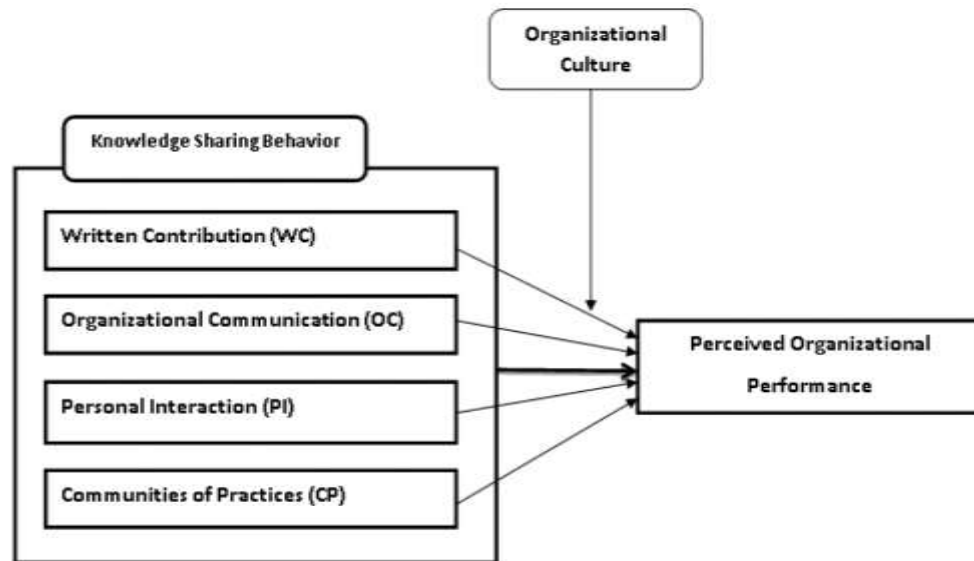 Organizational
Culture
Knowledge Sharing Behavior
Written Contribution (WC)
Organizational Communication (OC)
Personal Interaction (PI)
Communities of Practices (CP)
Perceived Organizational
Performance